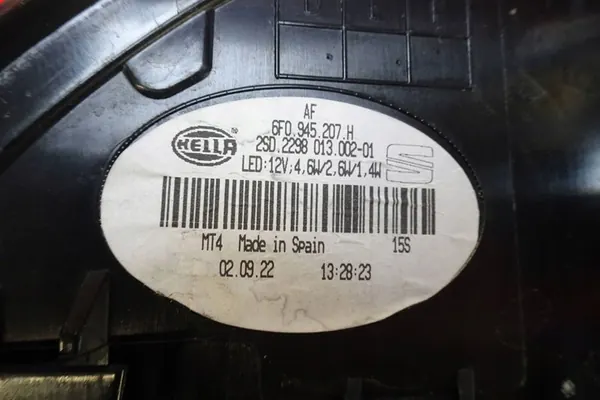 AF
6F0.945.207.H
HELLA ®
2SD.2298 013.002-01
LED:12V;4,6W/2,6W/1,4W
MT4 Made in Spain 15S
02.09.22 13:28:23